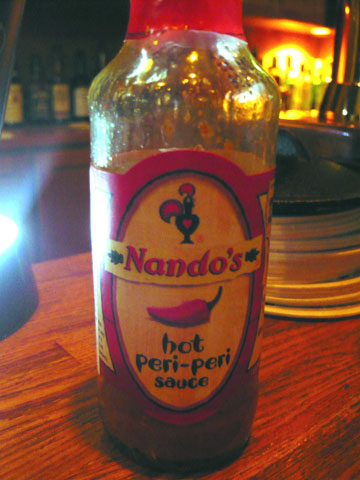 Nando's
hot
peri-peri
sauce